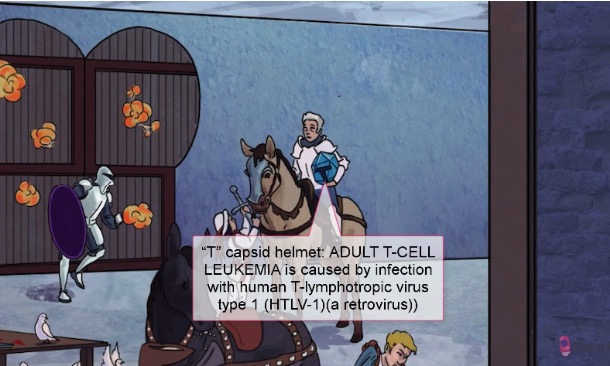 “T” capsid helmet: ADULT T-CELL
LEUKEMIA is caused by infection
with human T-lymphotropic virus
type 1 (HTLV-1)(a retrovirus))